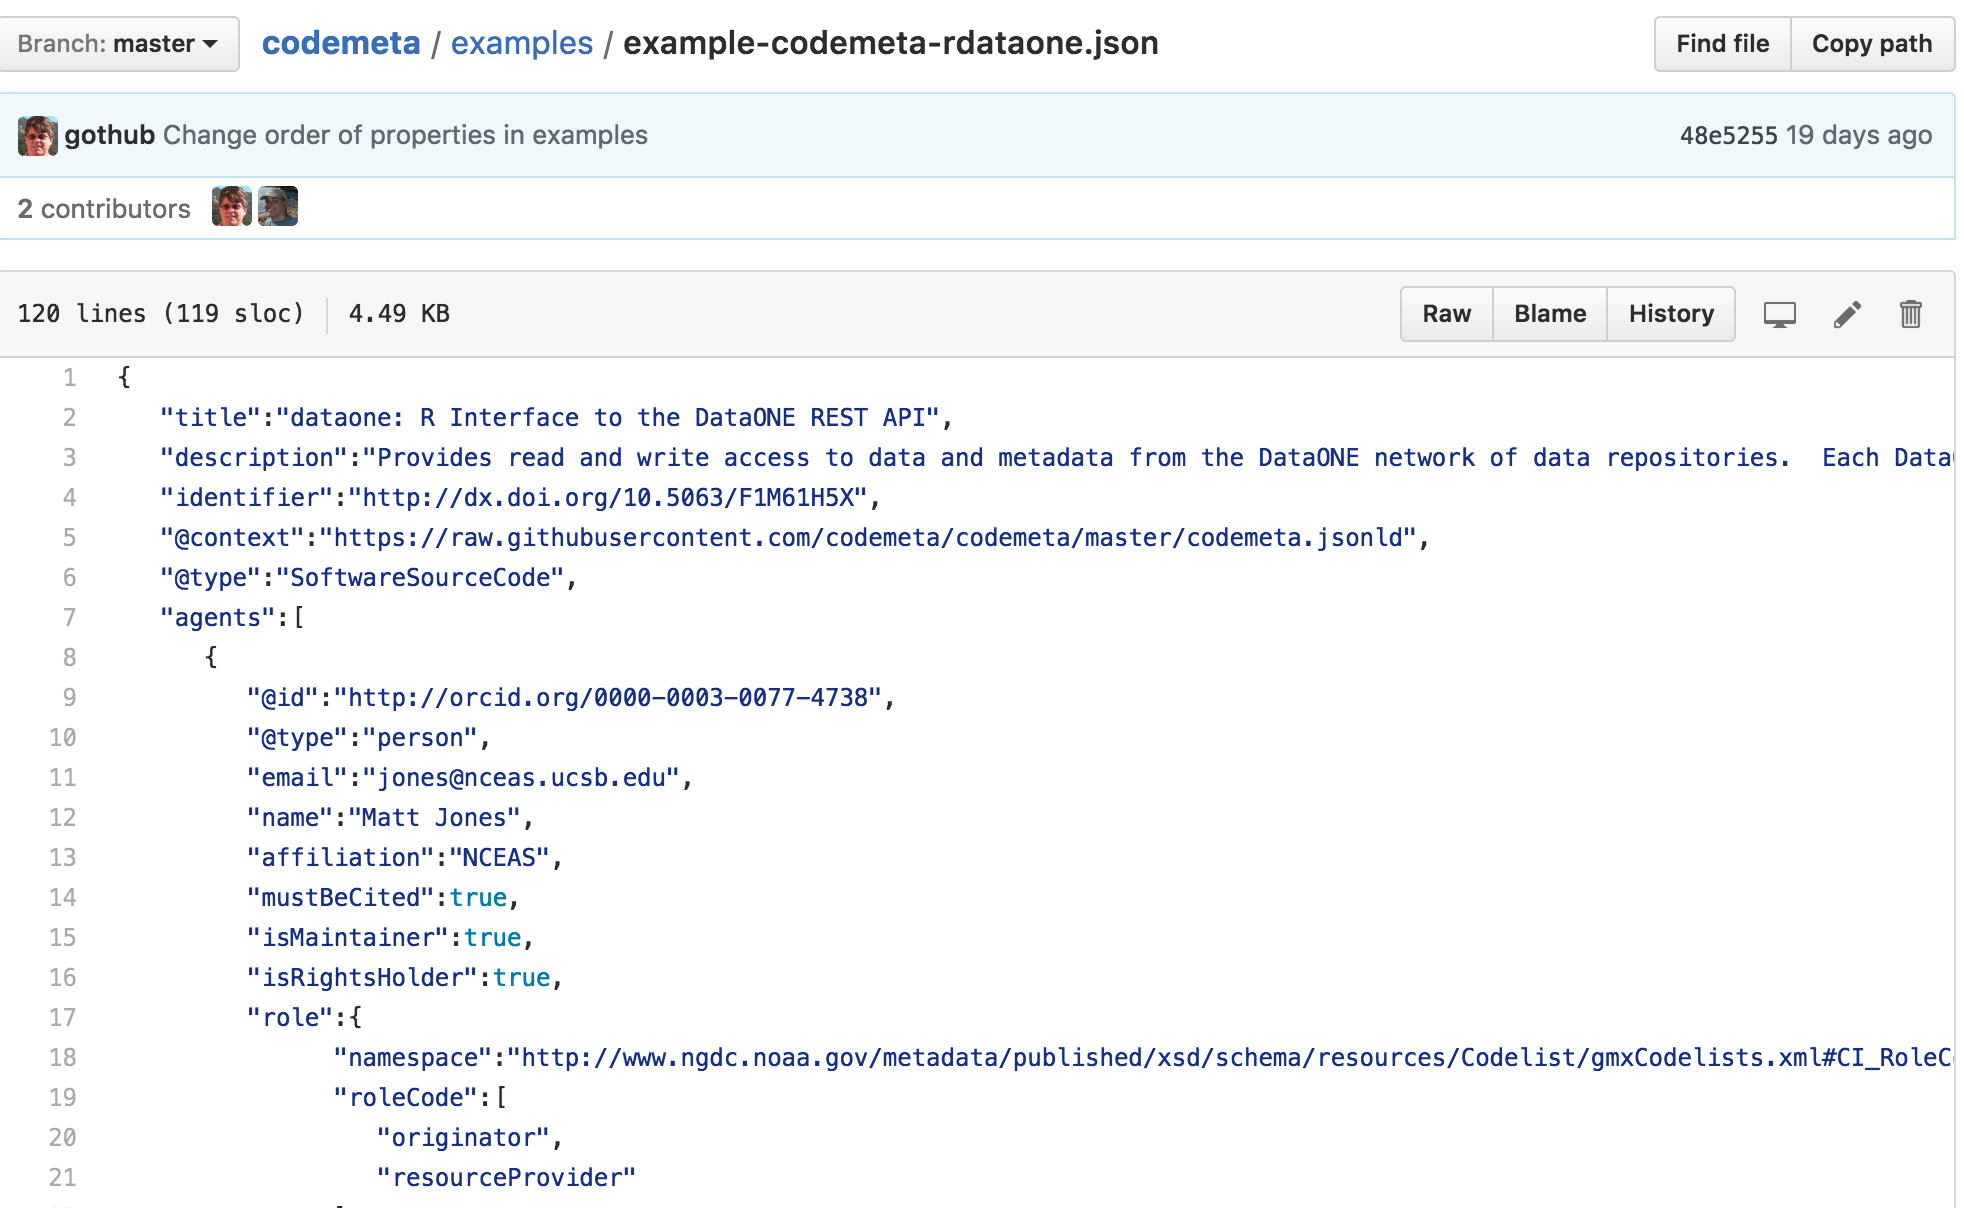 Branch: master codemeta / examples / example-codemeta-rdataone.json Find file Copy path
gothub Change order of properties in examples 48e5255 19 days ago
2 contributors
120 lines (119 sloc) 4.49 KB Raw Blame History
1 {
2 "title":"dataone: R Interface to the DataONE REST API",
3 "description":"Provides read and write access to data and metadata from the DataONE network of data repositories.  Each Data
4 "identifier":"http://dx.doi.org/10.5063/F1M61H5X",
5 "@context":"https://raw.githubusercontent.com/codemeta/codemeta/master/codemeta.jsonld",
6 "@type":"SoftwareSourceCode",
7 "agents":[
8 {
9 "@id":"http://orcid.org/0000-0003-0077-4738",
10 "@type":"person",
11 "email":"jones@nceas.ucsb.edu",
12 "name":"Matt Jones",
13 "affiliation":"NCEAS",
14 "mustBeCited":true,
15 "isMaintainer":true,
16 "isRightsHolder":true,
17 "role":{
18 "namespace":"http://www.ngdc.noaa.gov/metadata/published/xsd/schema/resources/Codelist/gmxCodelists.xml#CI_RoleC
19 "roleCode":[
20 "originator",
21 "resourceProvider"